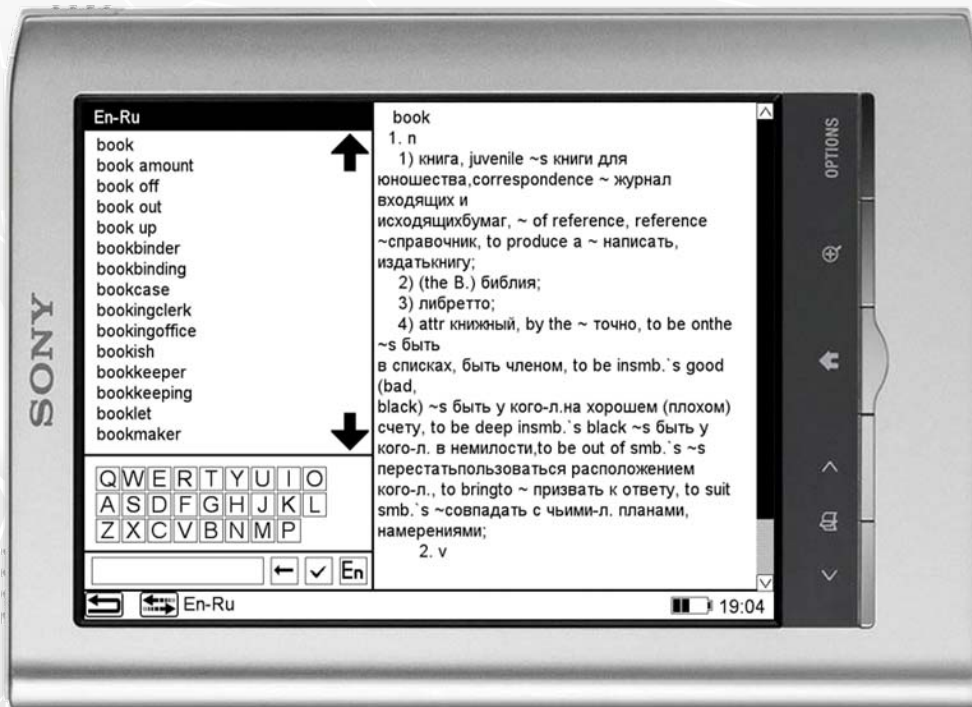 SONY
En-Ru
book
book amount
book off
book out
book up
bookbinder
bookbinding
bookcase
bookingclerk
bookingoffice
bookish
bookkeeper
bookkeeping
booklet
bookmaker
Q W E R T Y U I O
A S D F G H J K L
Z X C V B N M P
En
book
1. n
1) книга, juvenile ~s книги для
юношества,correspondence ~ журнал
входящих и
исходящихбумаг, ~ of reference, reference
~справочник, to produce a ~ написать,
издатькнигу;
2) (the B.) библия;
3) либретто;
4) attr книжный, by the ~ точно, to be onthe
~s быть
в списках, быть членом, to be insmb.`s good
(bad,
black) ~s быть у кого-л.на хорошем (плохом)
счету, to be deep insmb.`s black ~s быть у
кого-л. в немилости,to be out of smb.`s ~s
перестатьпользоваться расположением
кого-л., to bringto ~ призвать к ответу, to suit
smb.`s ~совпадать с чьими-л. планами,
намерениями;
2. v
En-Ru
19:04
OPTIONS